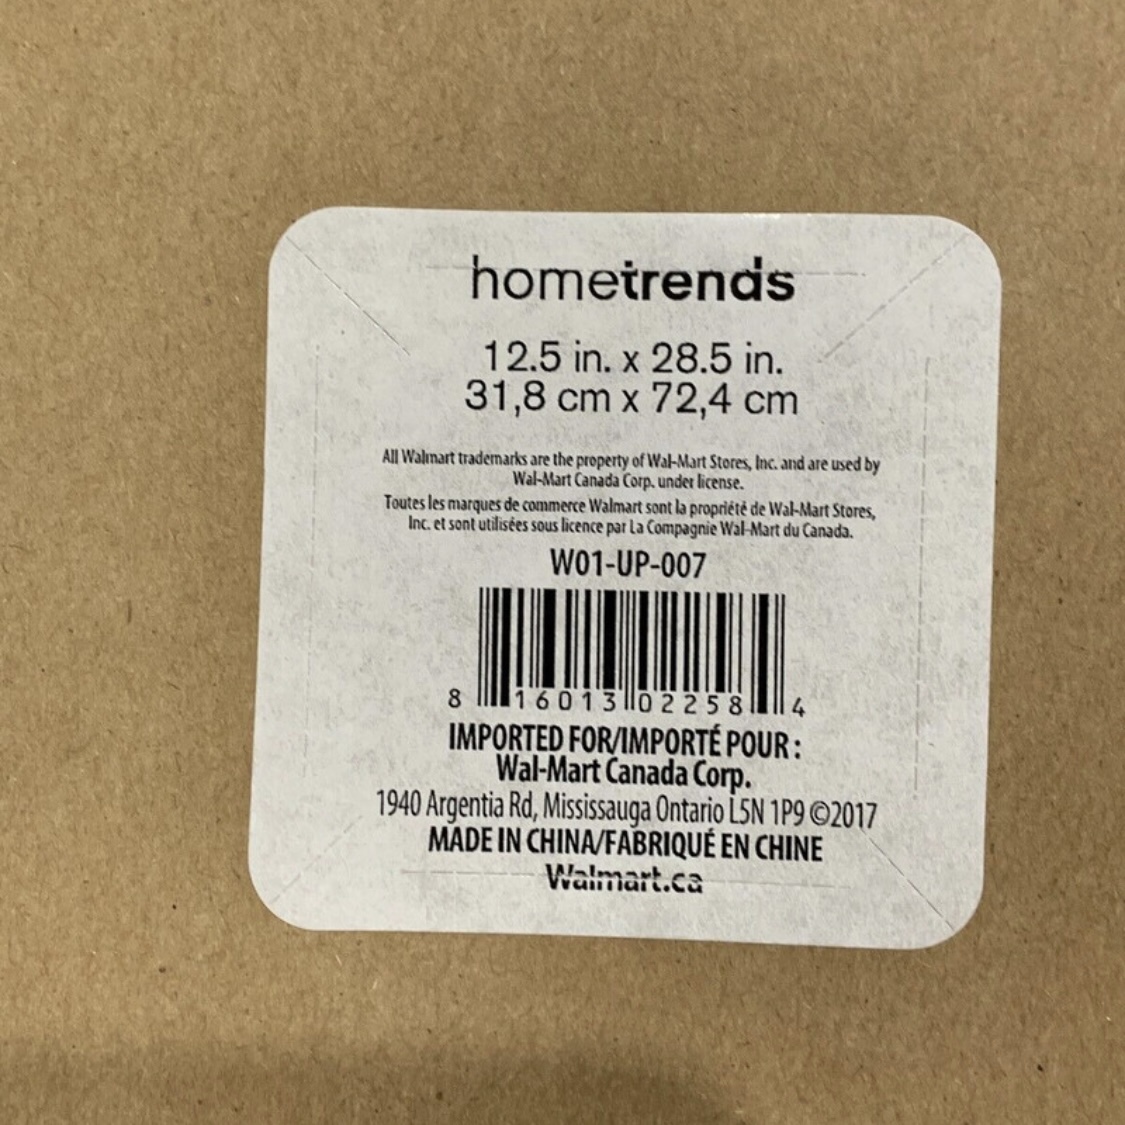 hometrends
12.5 in. x 28.5 in.
31,8 cm x 72,4 cm
All Walmart trademarks are the property of Wal-Mart Stores, Inc. and are used by
Wal-Mart Canada Corp. under license.
Toutes les marques de commerce Walmart sont la propriété de Wal-Mart Stores,
Inc. et sont utilisées sous licence par La Compagnie Wal-Mart du Canada.
W01-UP-007
8 16013 02258 4
IMPORTED FOR/IMPORTÉ POUR :
Wal-Mart Canada Corp.
1940 Argentia Rd, Mississauga Ontario L5N 1P9 ©2017
MADE IN CHINA/FABRIQUÉ EN CHINE
Walmart.ca